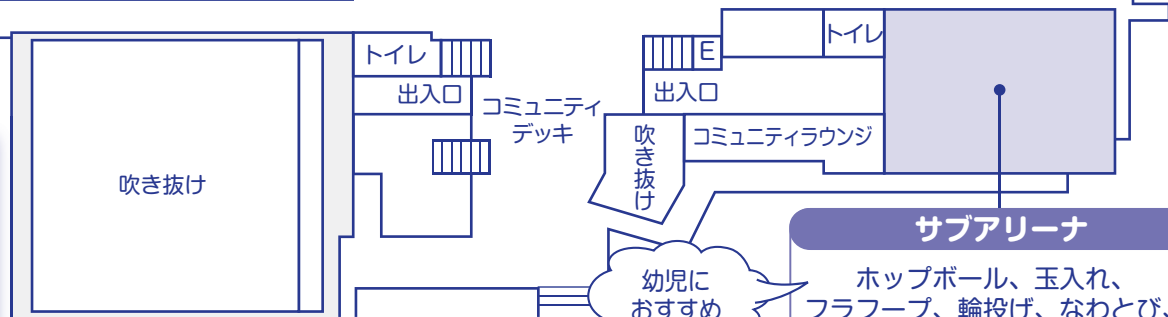 トイレ
出入口
コミュニティ
デッキ
吹き抜け
E
トイレ
出入口
吹き抜け
コミュニティラウンジ
サブアリーナ
ホップボール、玉入れ、
フラフープ、輪投げ、なわとび、
幼児に
おすすめ